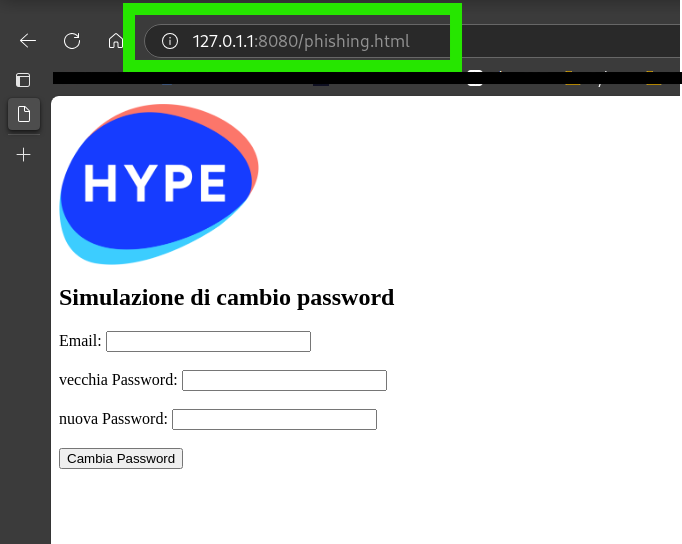 127.0.1.1:8080/phishing.html
HYPE
Simulazione di cambio password
Email:
vecchia Password:
nuova Password:
Cambia Password